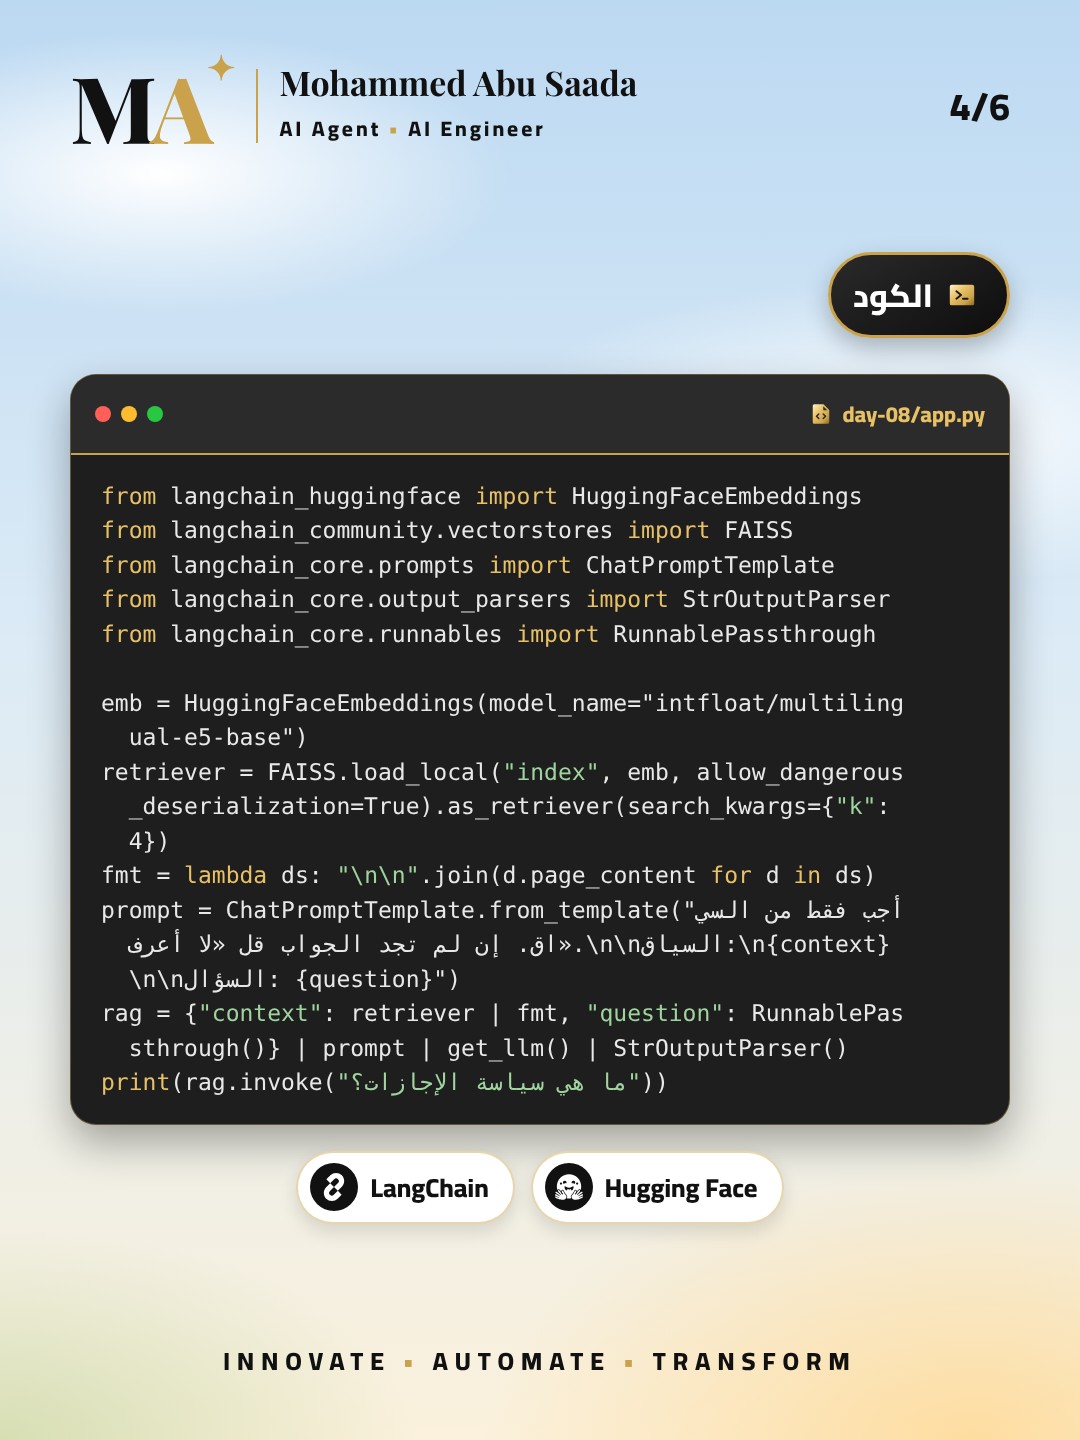 MA
Mohammed Abu Saada
AI Agent ▪ AI Engineer
4/6
الكود
day-08/app.py
from langchain_huggingface import HuggingFaceEmbeddings
from langchain_community.vectorstores import FAISS
from langchain_core.prompts import ChatPromptTemplate
from langchain_core.output_parsers import StrOutputParser
from langchain_core.runnables import RunnablePassthrough
emb = HuggingFaceEmbeddings(model_name="intfloat/multiling
ual-e5-base")
retriever = FAISS.load_local("index", emb, allow_dangerous
_deserialization=True).as_retriever(search_kwargs={"k":
4})
fmt = lambda ds: "\n\n".join(d.page_content for d in ds)
prompt = ChatPromptTemplate.from_template("أجب فقط من السي
اق. إن لم تجد الجواب قل «لا أعرف».\n\nالسياق:\n{context}
\n\nالسؤال: {question}")
rag = {"context": retriever | fmt, "question": RunnablePas
sthrough()} | prompt | get_llm() | StrOutputParser()
print(rag.invoke("ما هي سياسة الإجازات؟"))
LangChain
Hugging Face
INNOVATE ▪ AUTOMATE ▪ TRANSFORM